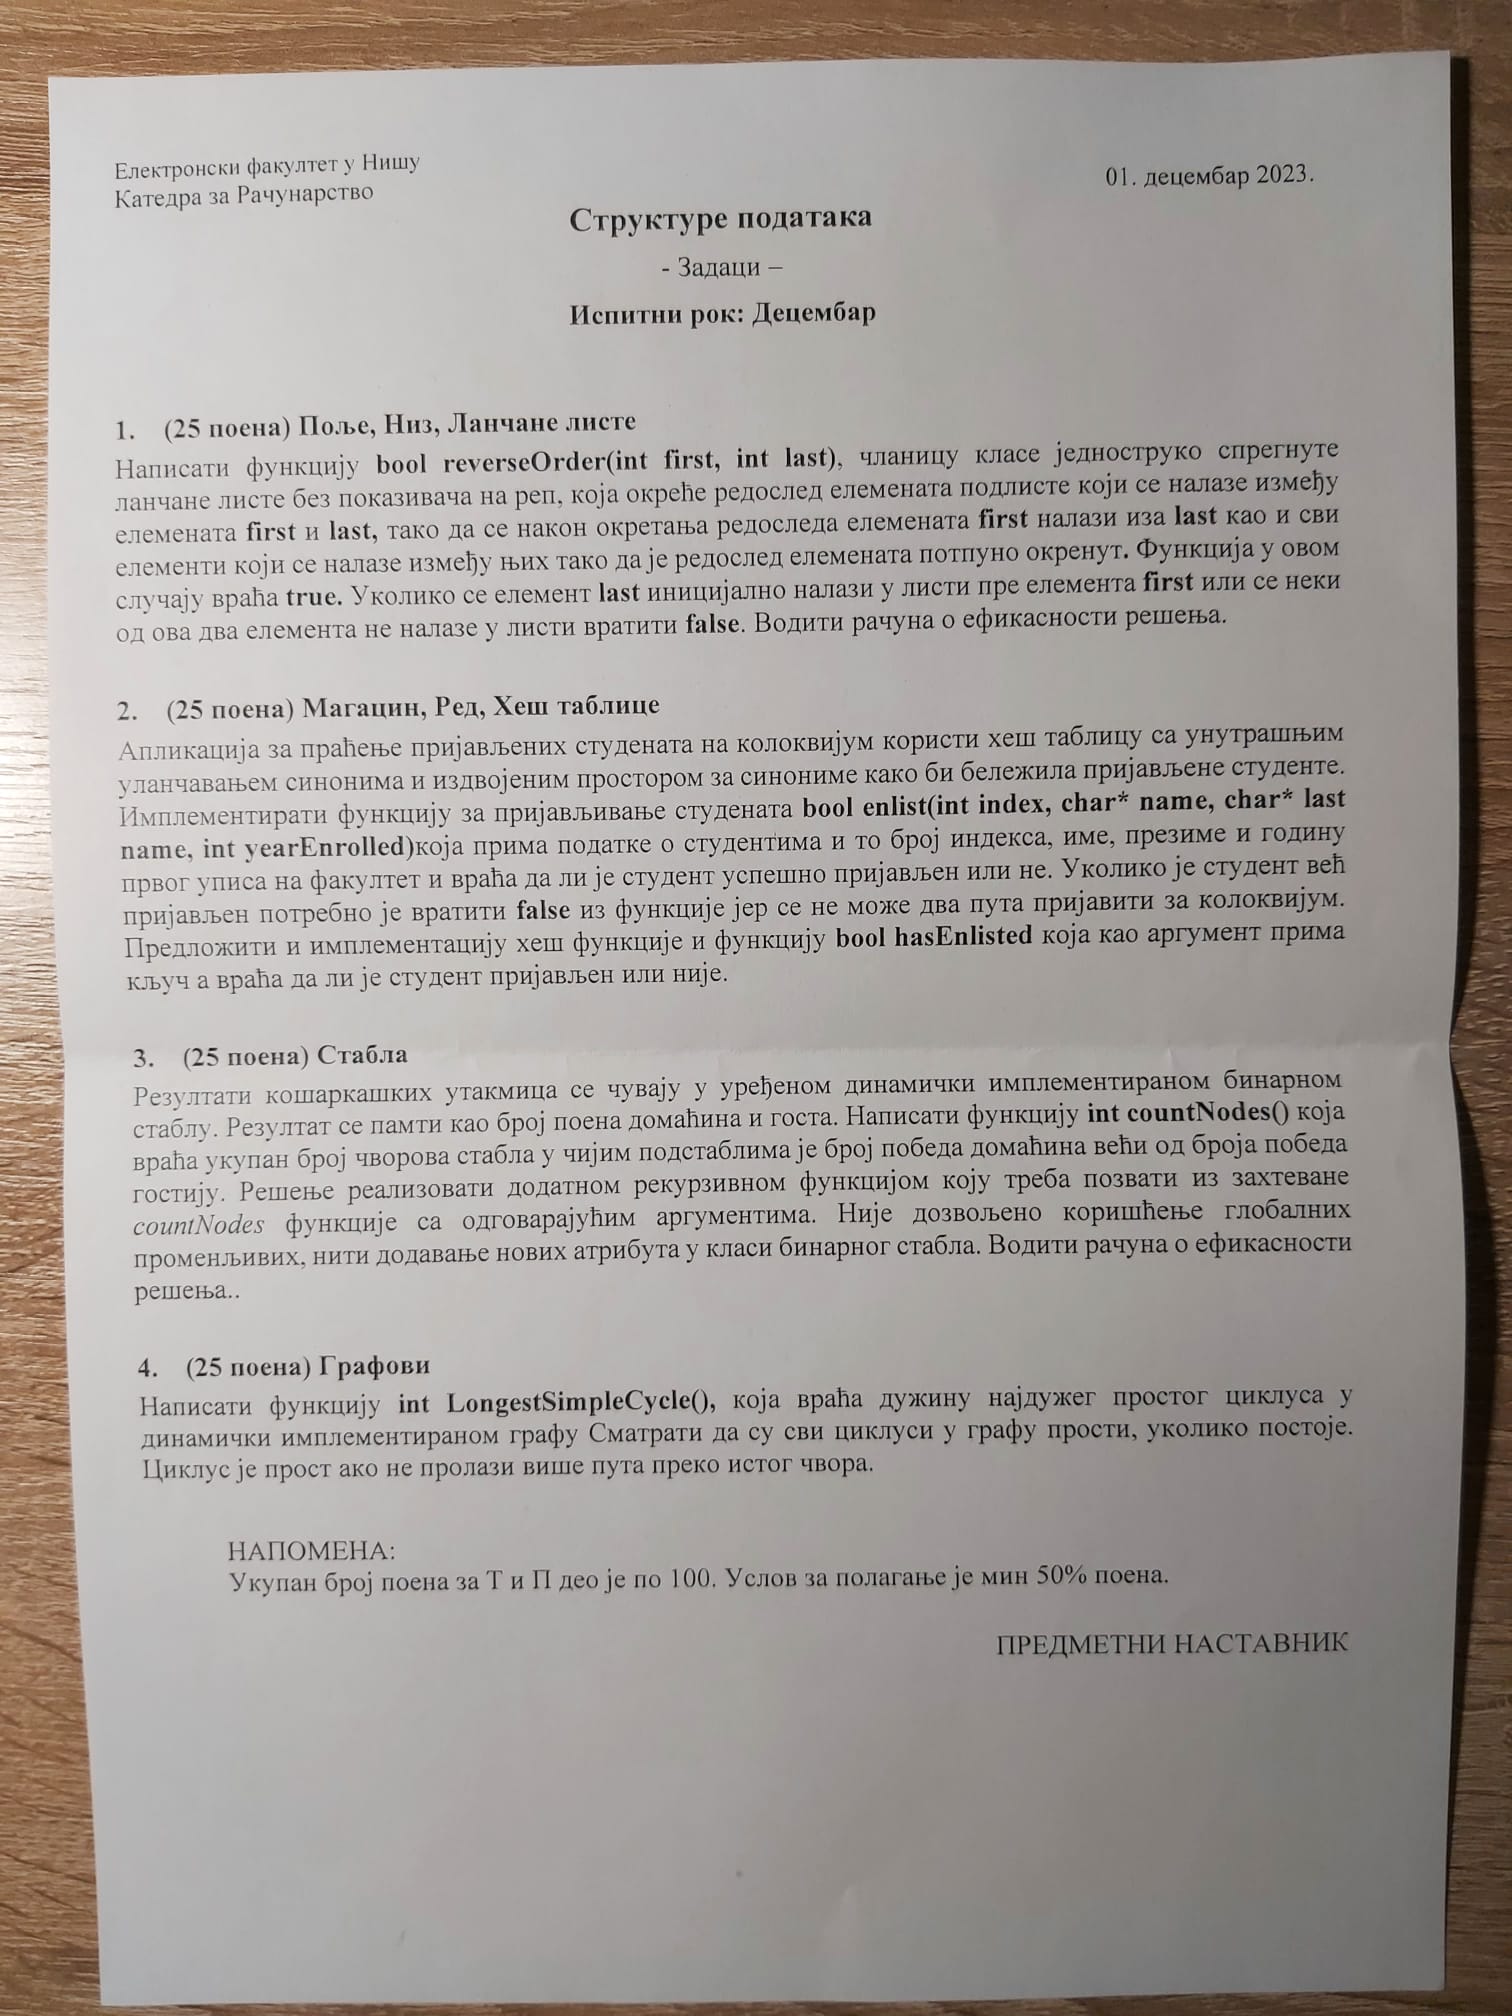 Електронски факултет у Нишу
Катедра за Рачунарство
01. децембар 2023.
Структуре података
- Задаци –
Испитни рок: Децембар
1. (25 поена) Поље, Низ, Ланчане листе
Написати функцију bool reverseOrder(int first, int last), чланицу класе једноструко спрегнуте
ланчане листе без показивача на реп, која окреће редослед елемената подлисте који се налазе између
елемената first и last, тако да се након окретања редоследа елемената first налази иза last као и сви
елементи који се налазе између њих тако да је редослед елемената потпуно окренут. Функција у овом
случају враћа true. Уколико се елемент last иницијално налази у листи пре елемента first или се неки
од ова два елемента не налазе у листи вратити false. Водити рачуна о ефикасности решења.
2. (25 поена) Магацин, Ред, Хеш таблице
Апликација за праћење пријављених студената на колоквијум користи хеш таблицу са унутрашњим
уланчавањем синонима и издвојеним простором за синониме како би бележила пријављене студенте.
Имплементирати функцију за пријављивање студената bool enlist(int index, char* name, char* last
name, int yearEnrolled)која прима податке о студентима и то број индекса, име, презиме и годину
првог уписа на факултет и враћа да ли је студент успешно пријављен или не. Уколико је студент већ
пријављен потребно је вратити false из функције јер се не може два пута пријавити за колоквијум.
Предложити и имплементацију хеш функције и функцију bool hasEnlisted која као аргумент прима
кључ а враћа да ли је студент пријављен или није.
3. (25 поена) Стабла
Резултати кошаркашких утакмица се чувају у уређеном динамички имплементираном бинарном
стаблу. Резултат се памти као број поена домаћина и госта. Написати функцију int countNodes() која
враћа укупан број чворова стабла у чијим подстаблима је број победа домаћина већи од броја победа
гостију. Решење реализовати додатном рекурзивном функцијом коју треба позвати из захтеване
countNodes функције са одговарајућим аргументима. Није дозвољено коришћење глобалних
променљивих, нити додавање нових атрибута у класи бинарног стабла. Водити рачуна о ефикасности
решења..
4. (25 поена) Графови
Написати функцију int LongestSimpleCycle(), која враћа дужину најдужег простог циклуса у
динамички имплементираном графу Сматрати да су сви циклуси у графу прости, уколико постоје.
Циклус је прост ако не пролази више пута преко истог чвора.
НАПОМЕНА:
Укупан број поена за Т и П део је по 100. Услов за полагање је мин 50% поена.
ПРЕДМЕТНИ НАСТАВНИК